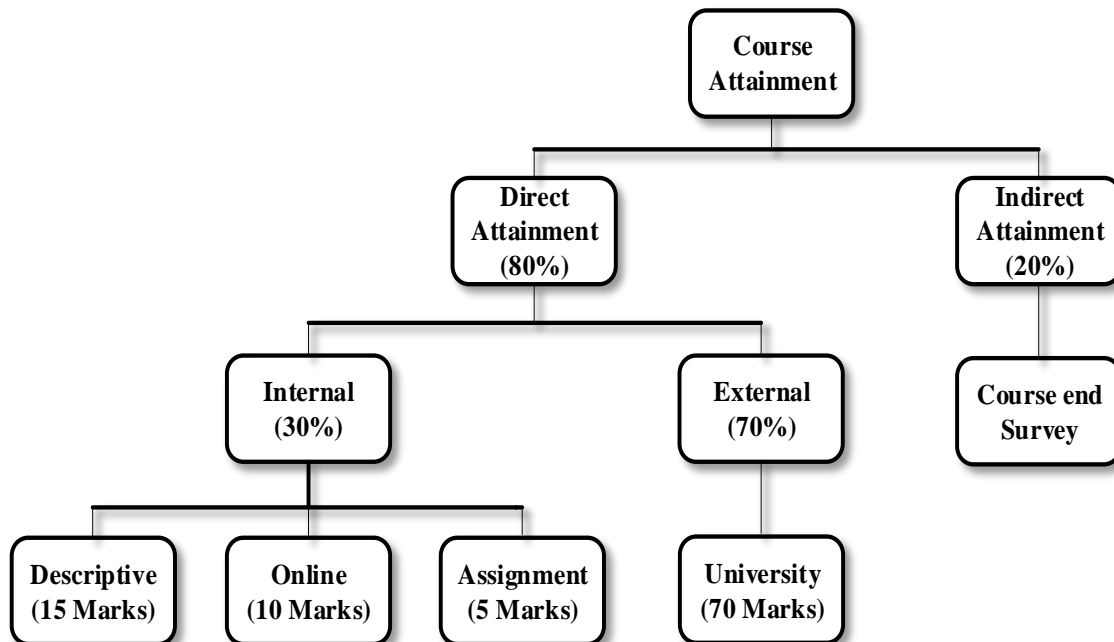 Course
Attainment
Direct
Attainment
(80%)
Indirect
Attainment
(20%)
Internal
(30%)
External
(70%)
Course end
Survey
Descriptive
(15 Marks)
Online
(10 Marks)
Assignment
(5 Marks)
University
(70 Marks)